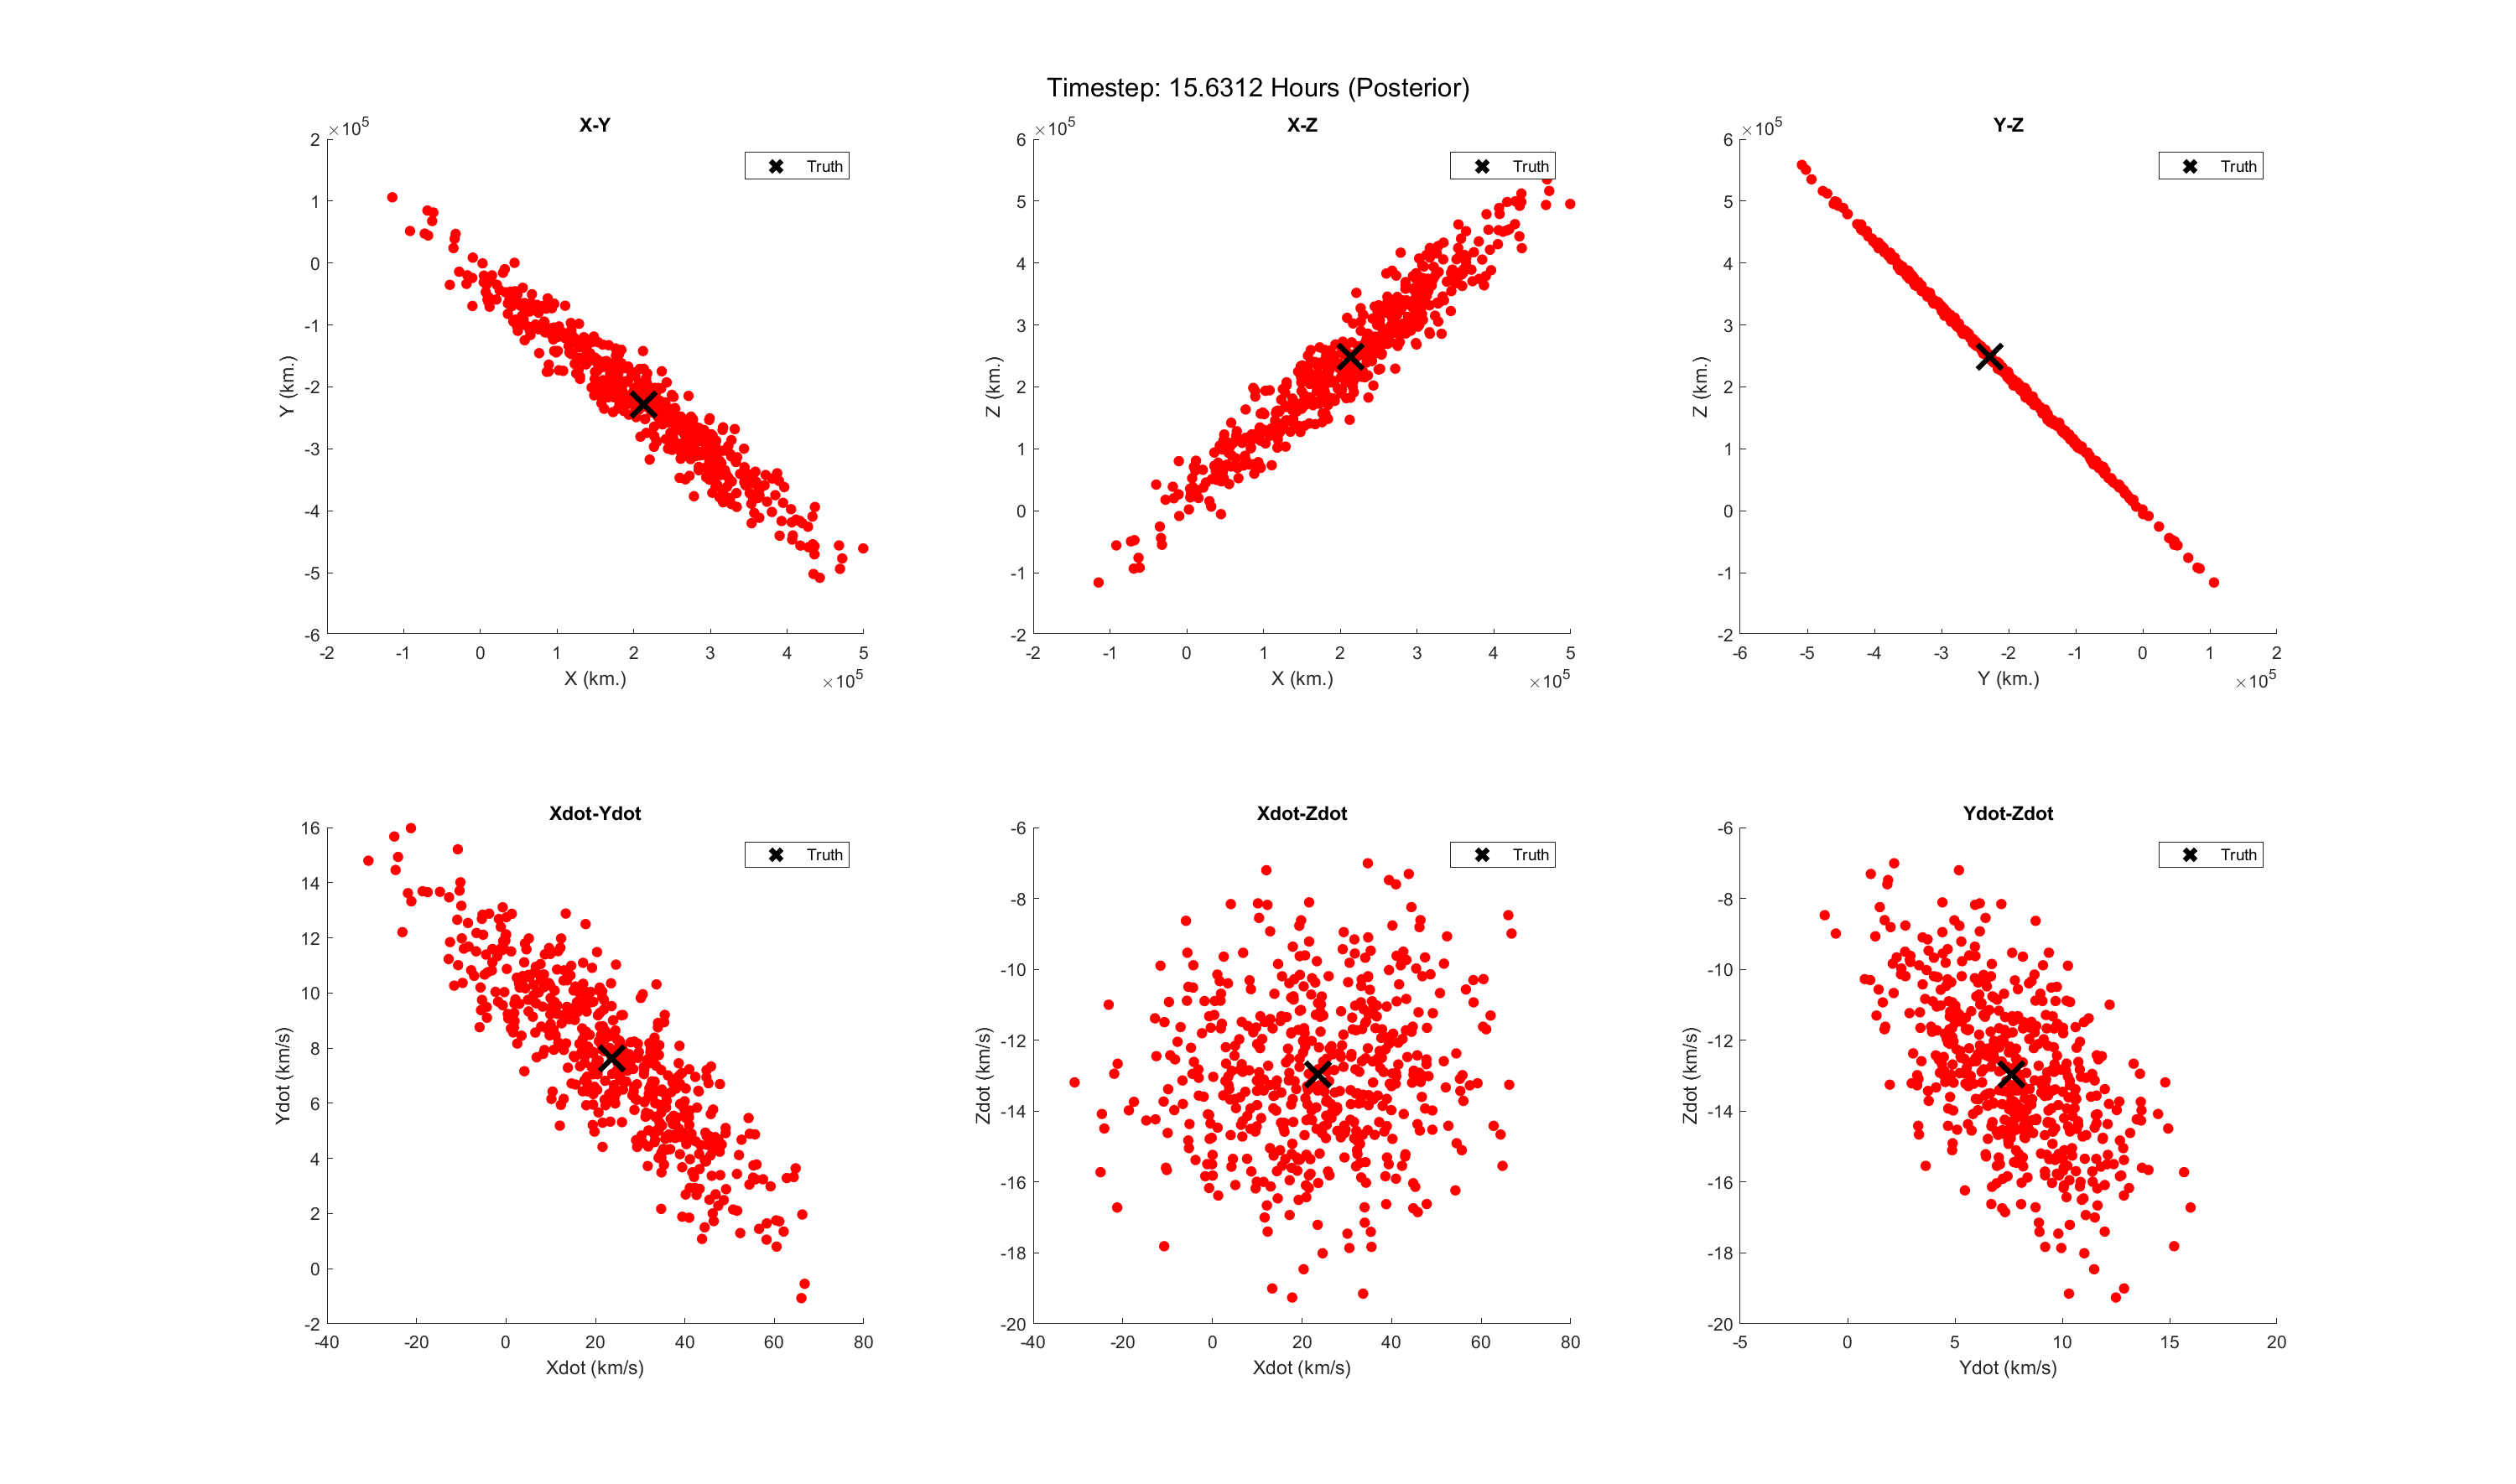 Timestep: 15.6312 Hours (Posterior)
X-Y
×10^5
Truth
2
1
0
-1
-2
-3
-4
-5
-6
Y (km.)
-2 -1 0 1 2 3 4 5
X (km.)
×10^5
X-Z
×10^5
Truth
6
5
4
3
2
1
0
-1
-2
Z (km.)
-2 -1 0 1 2 3 4 5
X (km.)
×10^5
Y-Z
×10^5
Truth
6
5
4
3
2
1
0
-1
-2
Z (km.)
-6 -5 -4 -3 -2 -1 0 1 2
Y (km.)
×10^5
Xdot-Ydot
Truth
16
14
12
10
8
6
4
2
0
-2
Ydot (km/s)
-40 -20 0 20 40 60 80
Xdot (km/s)
Xdot-Zdot
Truth
-6
-8
-10
-12
-14
-16
-18
-20
Zdot (km/s)
-40 -20 0 20 40 60 80
Xdot (km/s)
Ydot-Zdot
Truth
-6
-8
-10
-12
-14
-16
-18
-20
Zdot (km/s)
-5 0 5 10 15 20
Ydot (km/s)